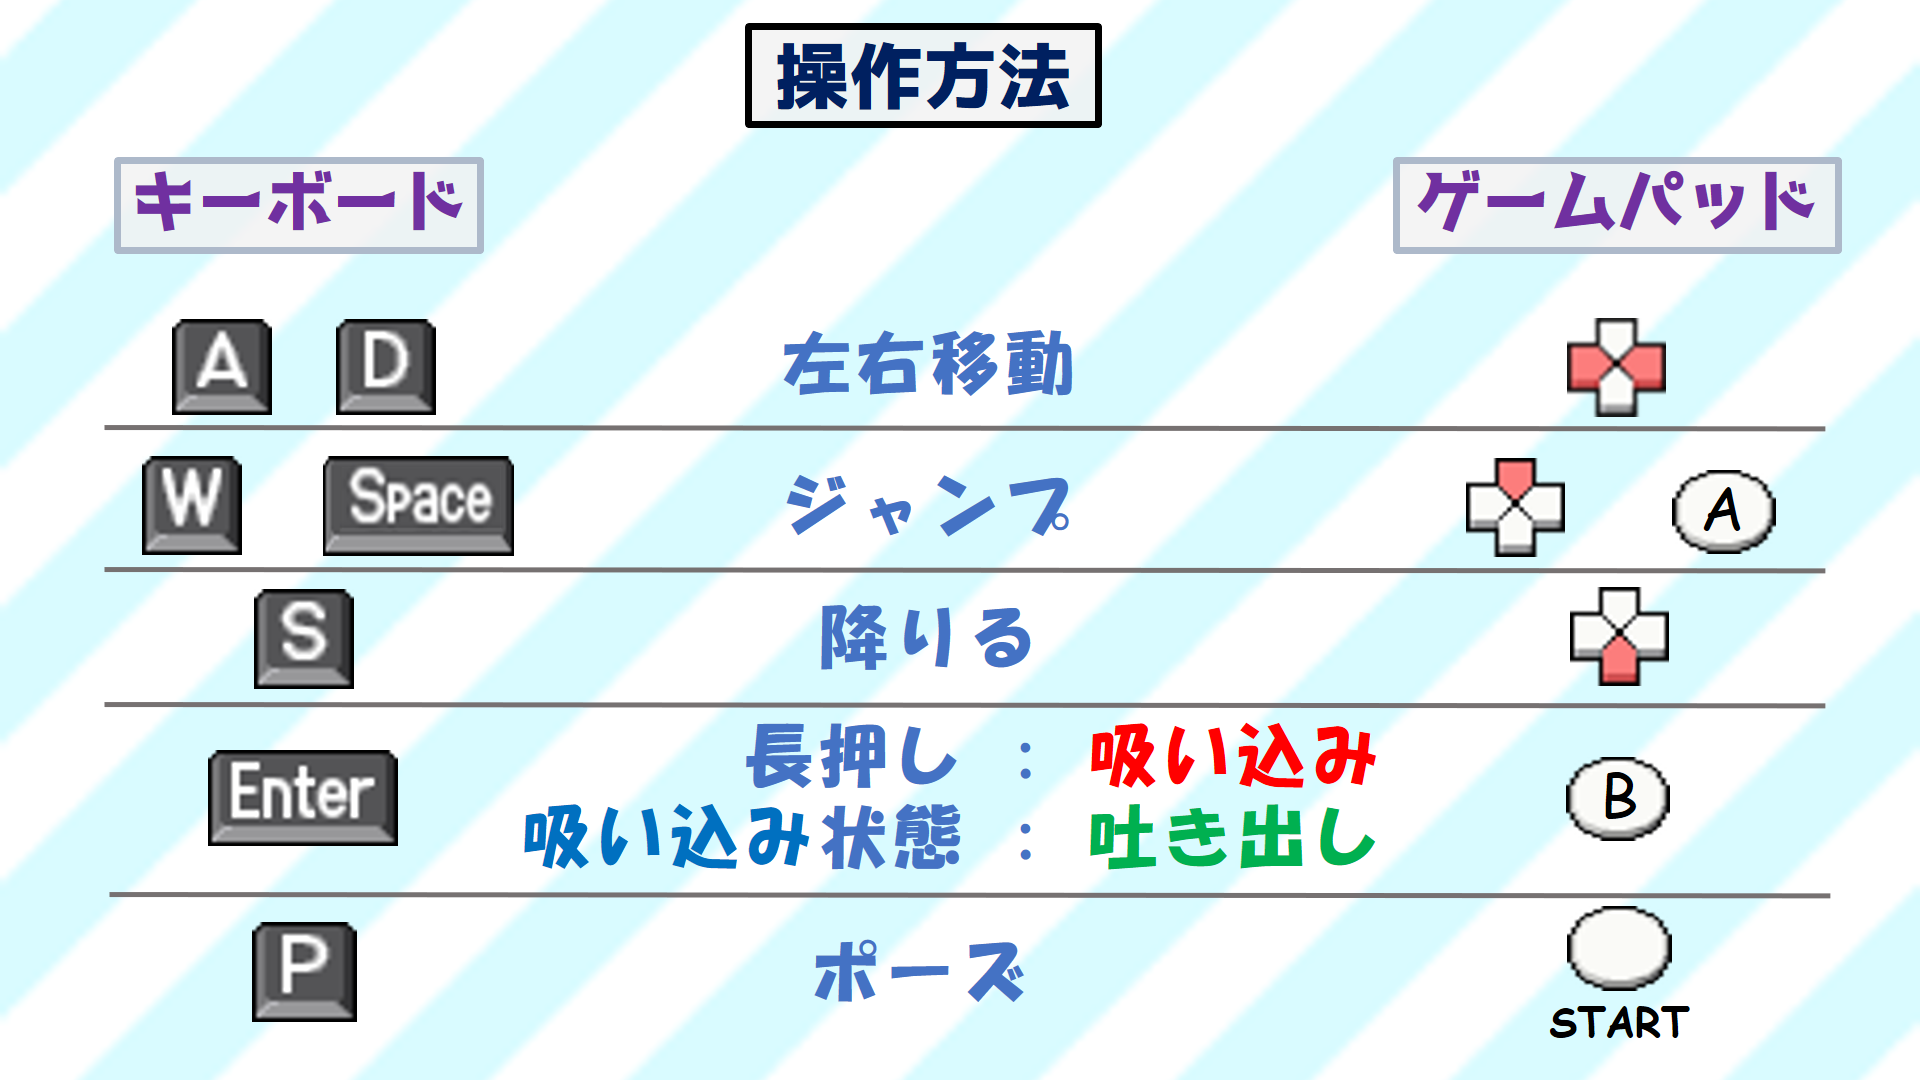 操作方法
キーボード
ゲームパッド
A D 左右移動
W Space ジャンプ A
S 降りる
長押し : 吸い込み
Enter B
吸い込み状態 : 吐き出し
P ポーズ
START